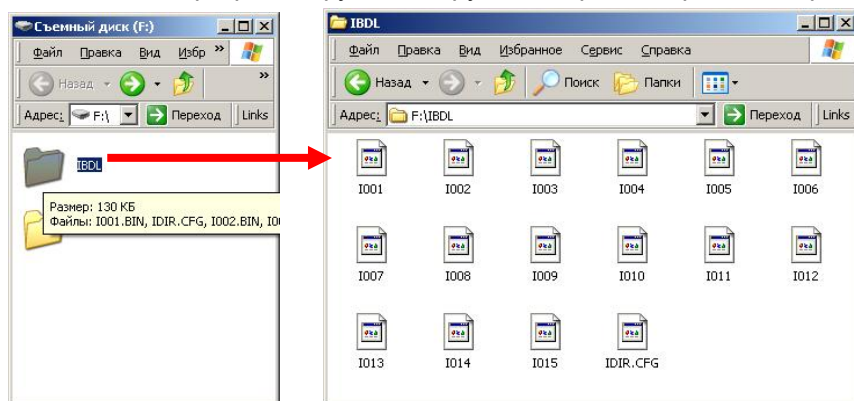 Съемный диск (F:)
Файл Правка Вид Избр »
Назад »
Адрес: F:\ Переход Links
IBDL
Размер: 130 КБ
Файлы: I001.BIN, IDIR.CFG, I002.BIN, I0
IBDL
Файл Правка Вид Избранное Сервис Справка
Назад Поиск Папки
Адрес: F:\IBDL Переход Links
I001 I002 I003 I004 I005 I006
I007 I008 I009 I010 I011 I012
I013 I014 I015 IDIR.CFG